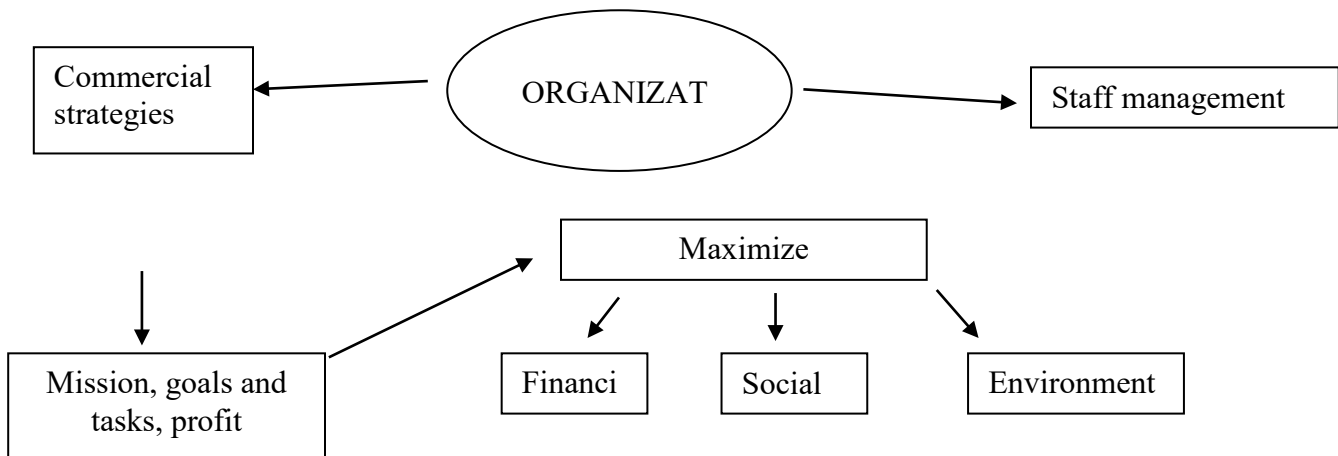 Commercial
strategies
ORGANIZAT
Staff management
Maximize
Mission, goals and
tasks, profit
Financi
Social
Environment